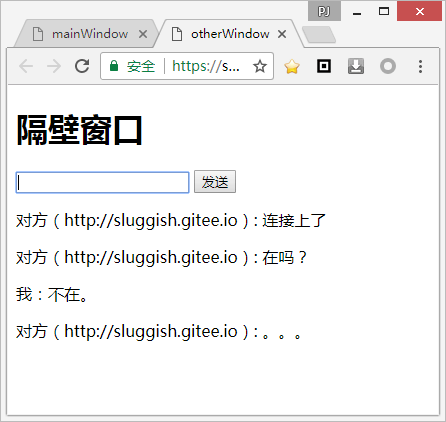 PJ
mainWindow
otherWindow
安全 https://s...
隔壁窗口
发送
对方（http://sluggish.gitee.io）: 连接上了
对方（http://sluggish.gitee.io）: 在吗？
我：不在。
对方（http://sluggish.gitee.io）: 。。。